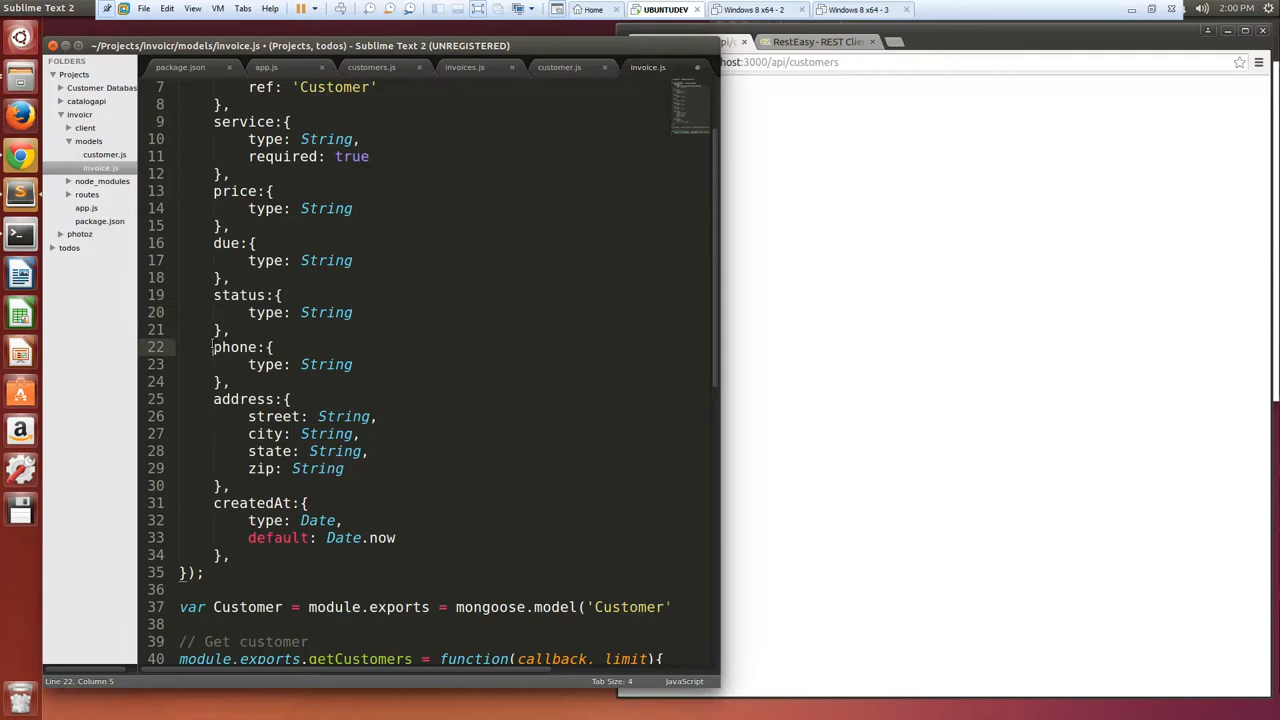 Sublime Text 2
File
Edit
View
VM
Tabs
Help
Home
UBUNTUDEV
Windows 8 x64 - 2
Windows 8 x64 - 3
2:00 PM
~/Projects/invoicr/models/invoice.js • (Projects, todos) - Sublime Text 2 (UNREGISTERED)
RestEasy - REST Clie
host:3000/api/customers
FOLDERS
Projects
Customer Databas
catalogapi
invoicr
client
models
customer.js
invoice.js
node_modules
routes
app.js
package.json
photoz
todos
package.json
app.js
customers.js
invoices.js
customer.js
invoice.js
7 ref: 'Customer'
8 },
9 service:{
10 type: String,
11 required: true
12 },
13 price:{
14 type: String
15 },
16 due:{
17 type: String
18 },
19 status:{
20 type: String
21 },
22 phone:{
23 type: String
24 },
25 address:{
26 street: String,
27 city: String,
28 state: String,
29 zip: String
30 },
31 createdAt:{
32 type: Date,
33 default: Date.now
34 },
35 });
36
37 var Customer = module.exports = mongoose.model('Customer'
38
39 // Get customer
40 module.exports.getCustomers = function(callback, limit){
Line 22, Column 5
Tab Size: 4
JavaScript